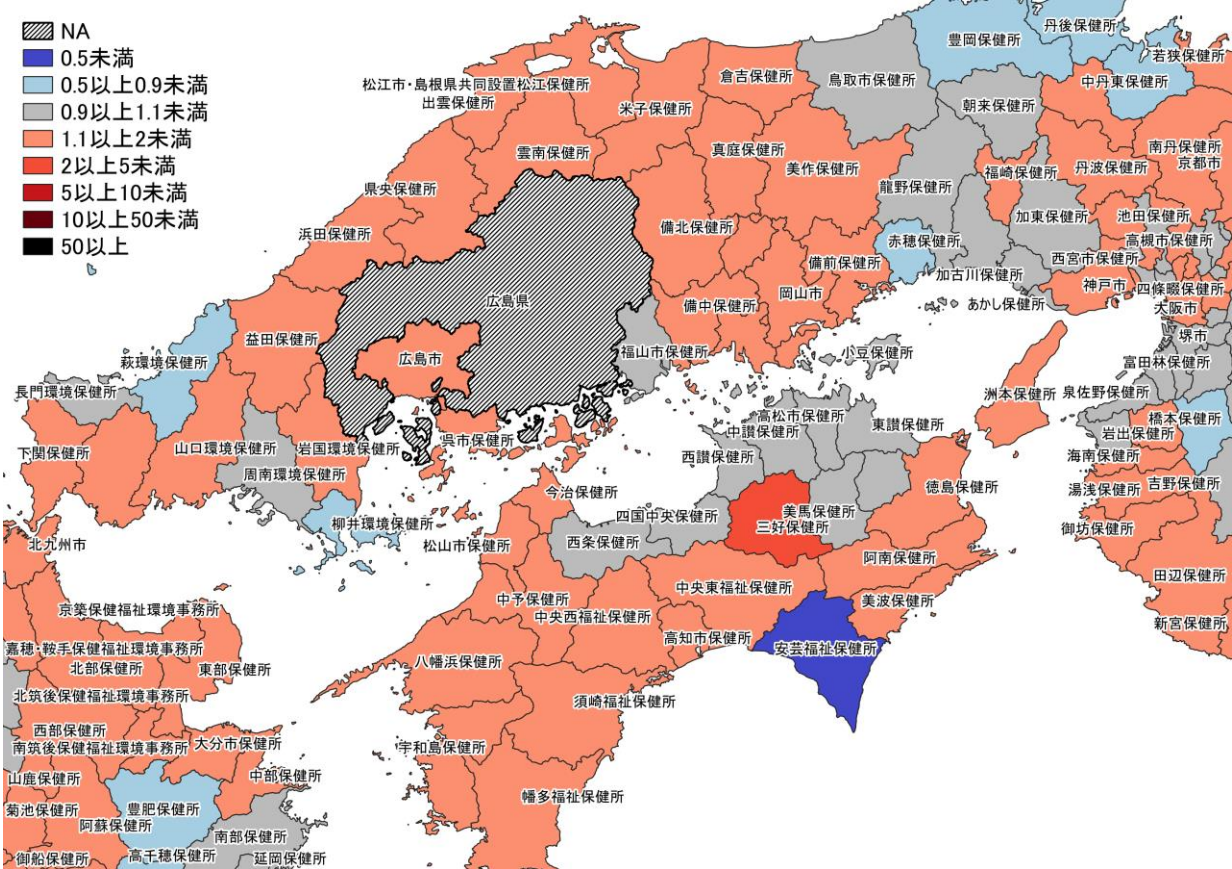 NA
0.5未満
0.5以上0.9未満
0.9以上1.1未満
1.1以上2未満
2以上5未満
5以上10未満
10以上50未満
50以上
丹後保健所
豊岡保健所
若狭保健所
松江市・島根県共同設置松江保健所
倉吉保健所
鳥取市保健所
中丹東保健所
出雲保健所
米子保健所
朝来保健所
雲南保健所
真庭保健所
美作保健所
南丹保健所
県央保健所
龍野保健所
福崎保健所
丹波保健所
京都市
浜田保健所
備北保健所
加東保健所
池田保健所
赤穂保健所
高槻市保健所
備前保健所
西宮市保健所
加古川保健所
神戸市
四條畷保健所
広島県
備中保健所
岡山市
あかし保健所
大阪市
益田保健所
広島市
福山市保健所
小豆保健所
堺市
萩環境保健所
富田林保健所
長門環境保健所
洲本保健所
泉佐野保健所
高松市保健所
橋本保健所
中讃保健所
東讃保健所
岩出保健所
山口環境保健所
岩国環境保健所
呉市保健所
下関保健所
西讃保健所
海南保健所
周南環境保健所
吉野保健所
今治保健所
徳島保健所
湯浅保健所
美馬保健所
四国中央保健所
柳井環境保健所
三好保健所
御坊保健所
北九州市
松山市保健所
西条保健所
阿南保健所
田辺保健所
中央東福祉保健所
中予保健所
美波保健所
京築保健福祉環境事務所
中央西福祉保健所
新宮保健所
高知市保健所
嘉穂・鞍手保健福祉環境事務所
安芸福祉保健所
北部保健所
東部保健所
八幡浜保健所
北筑後保健福祉環境事務所
須崎福祉保健所
西部保健所
南筑後保健福祉環境事務所
大分市保健所
宇和島保健所
山鹿保健所
中部保健所
幡多福祉保健所
菊池保健所
豊肥保健所
阿蘇保健所
南部保健所
御船保健所
高千穂保健所
延岡保健所